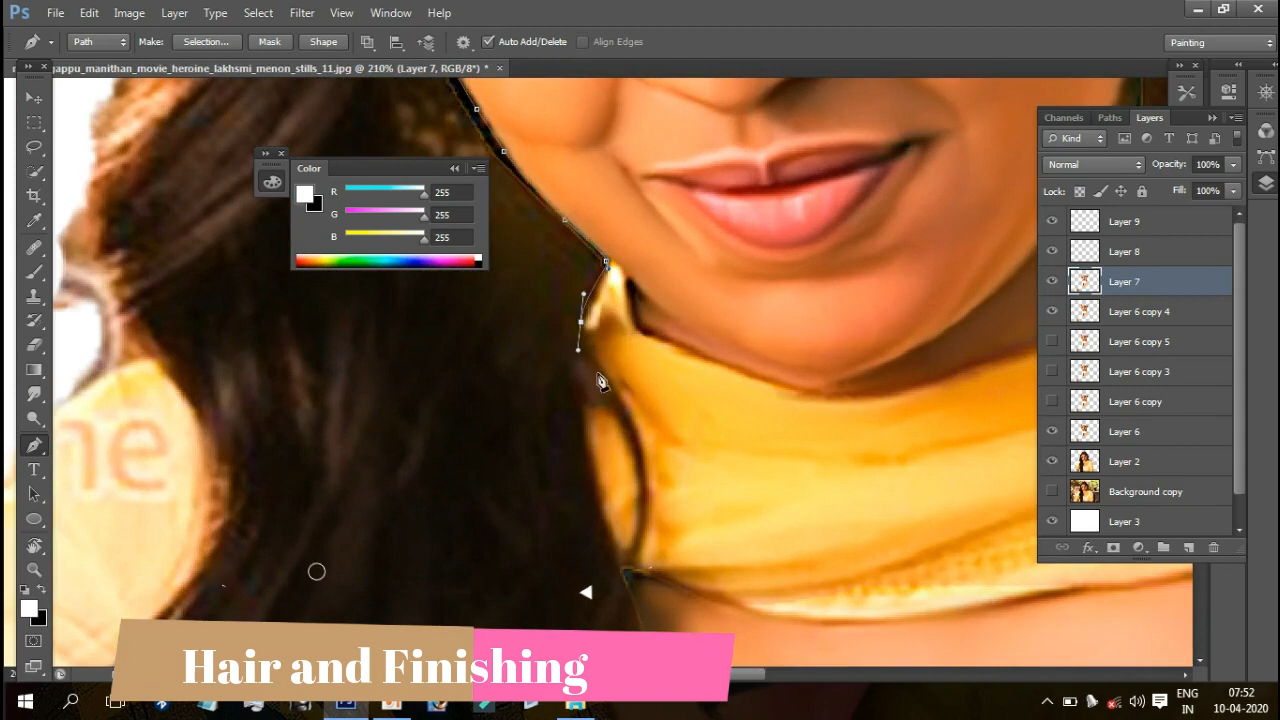 Ps File Edit Image Layer Type Select Filter View Window Help
Path Make: Selection... Mask Shape Auto Add/Delete Align Edges Painting
gappu_manithan_movie_heroine_lakhsmi_menon_stills_11.jpg @ 210% (Layer 7, RGB/8*) * ×
Color
R 255
G 255
B 255
Channels Paths Layers
Kind
Normal Opacity: 100%
Lock: Fill: 100%
Layer 9
Layer 8
Layer 7
Layer 6 copy 4
Layer 6 copy 5
Layer 6 copy 3
Layer 6 copy
Layer 6
Layer 2
Background copy
Layer 3
fx
T
ne
Hair and Finishing
ENG
IN
07:52
10-04-2020